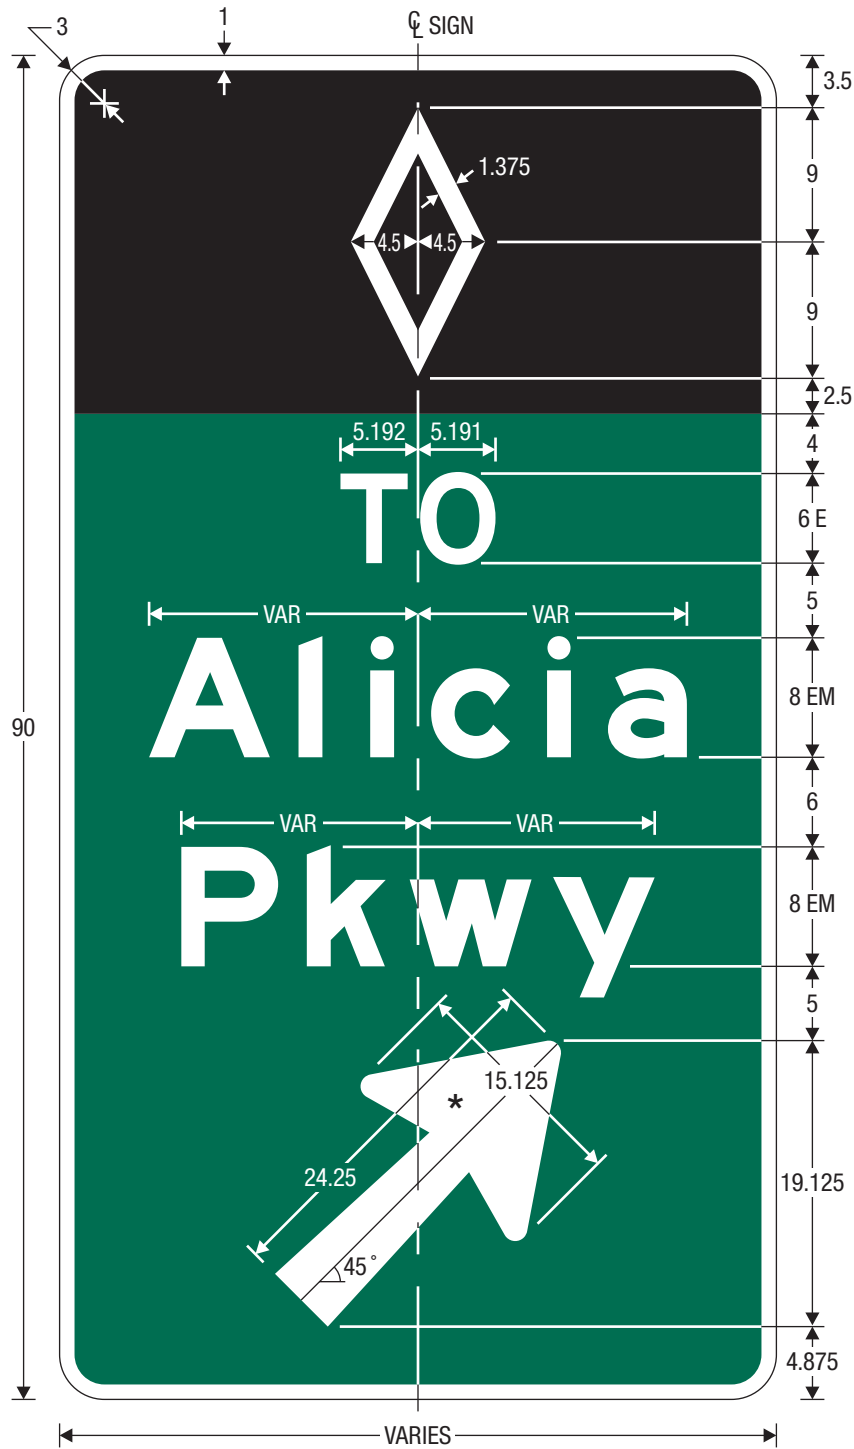 ℄ SIGN
3
1
3.5
1.375
9
4.5 4.5
9
2.5
5.192 5.191
4
TO
6 E
5
VAR VAR
Alicia
8 EM
90
6
VAR VAR
Pkwy
8 EM
5
15.125
*
24.25
19.125
45°
4.875
VARIES